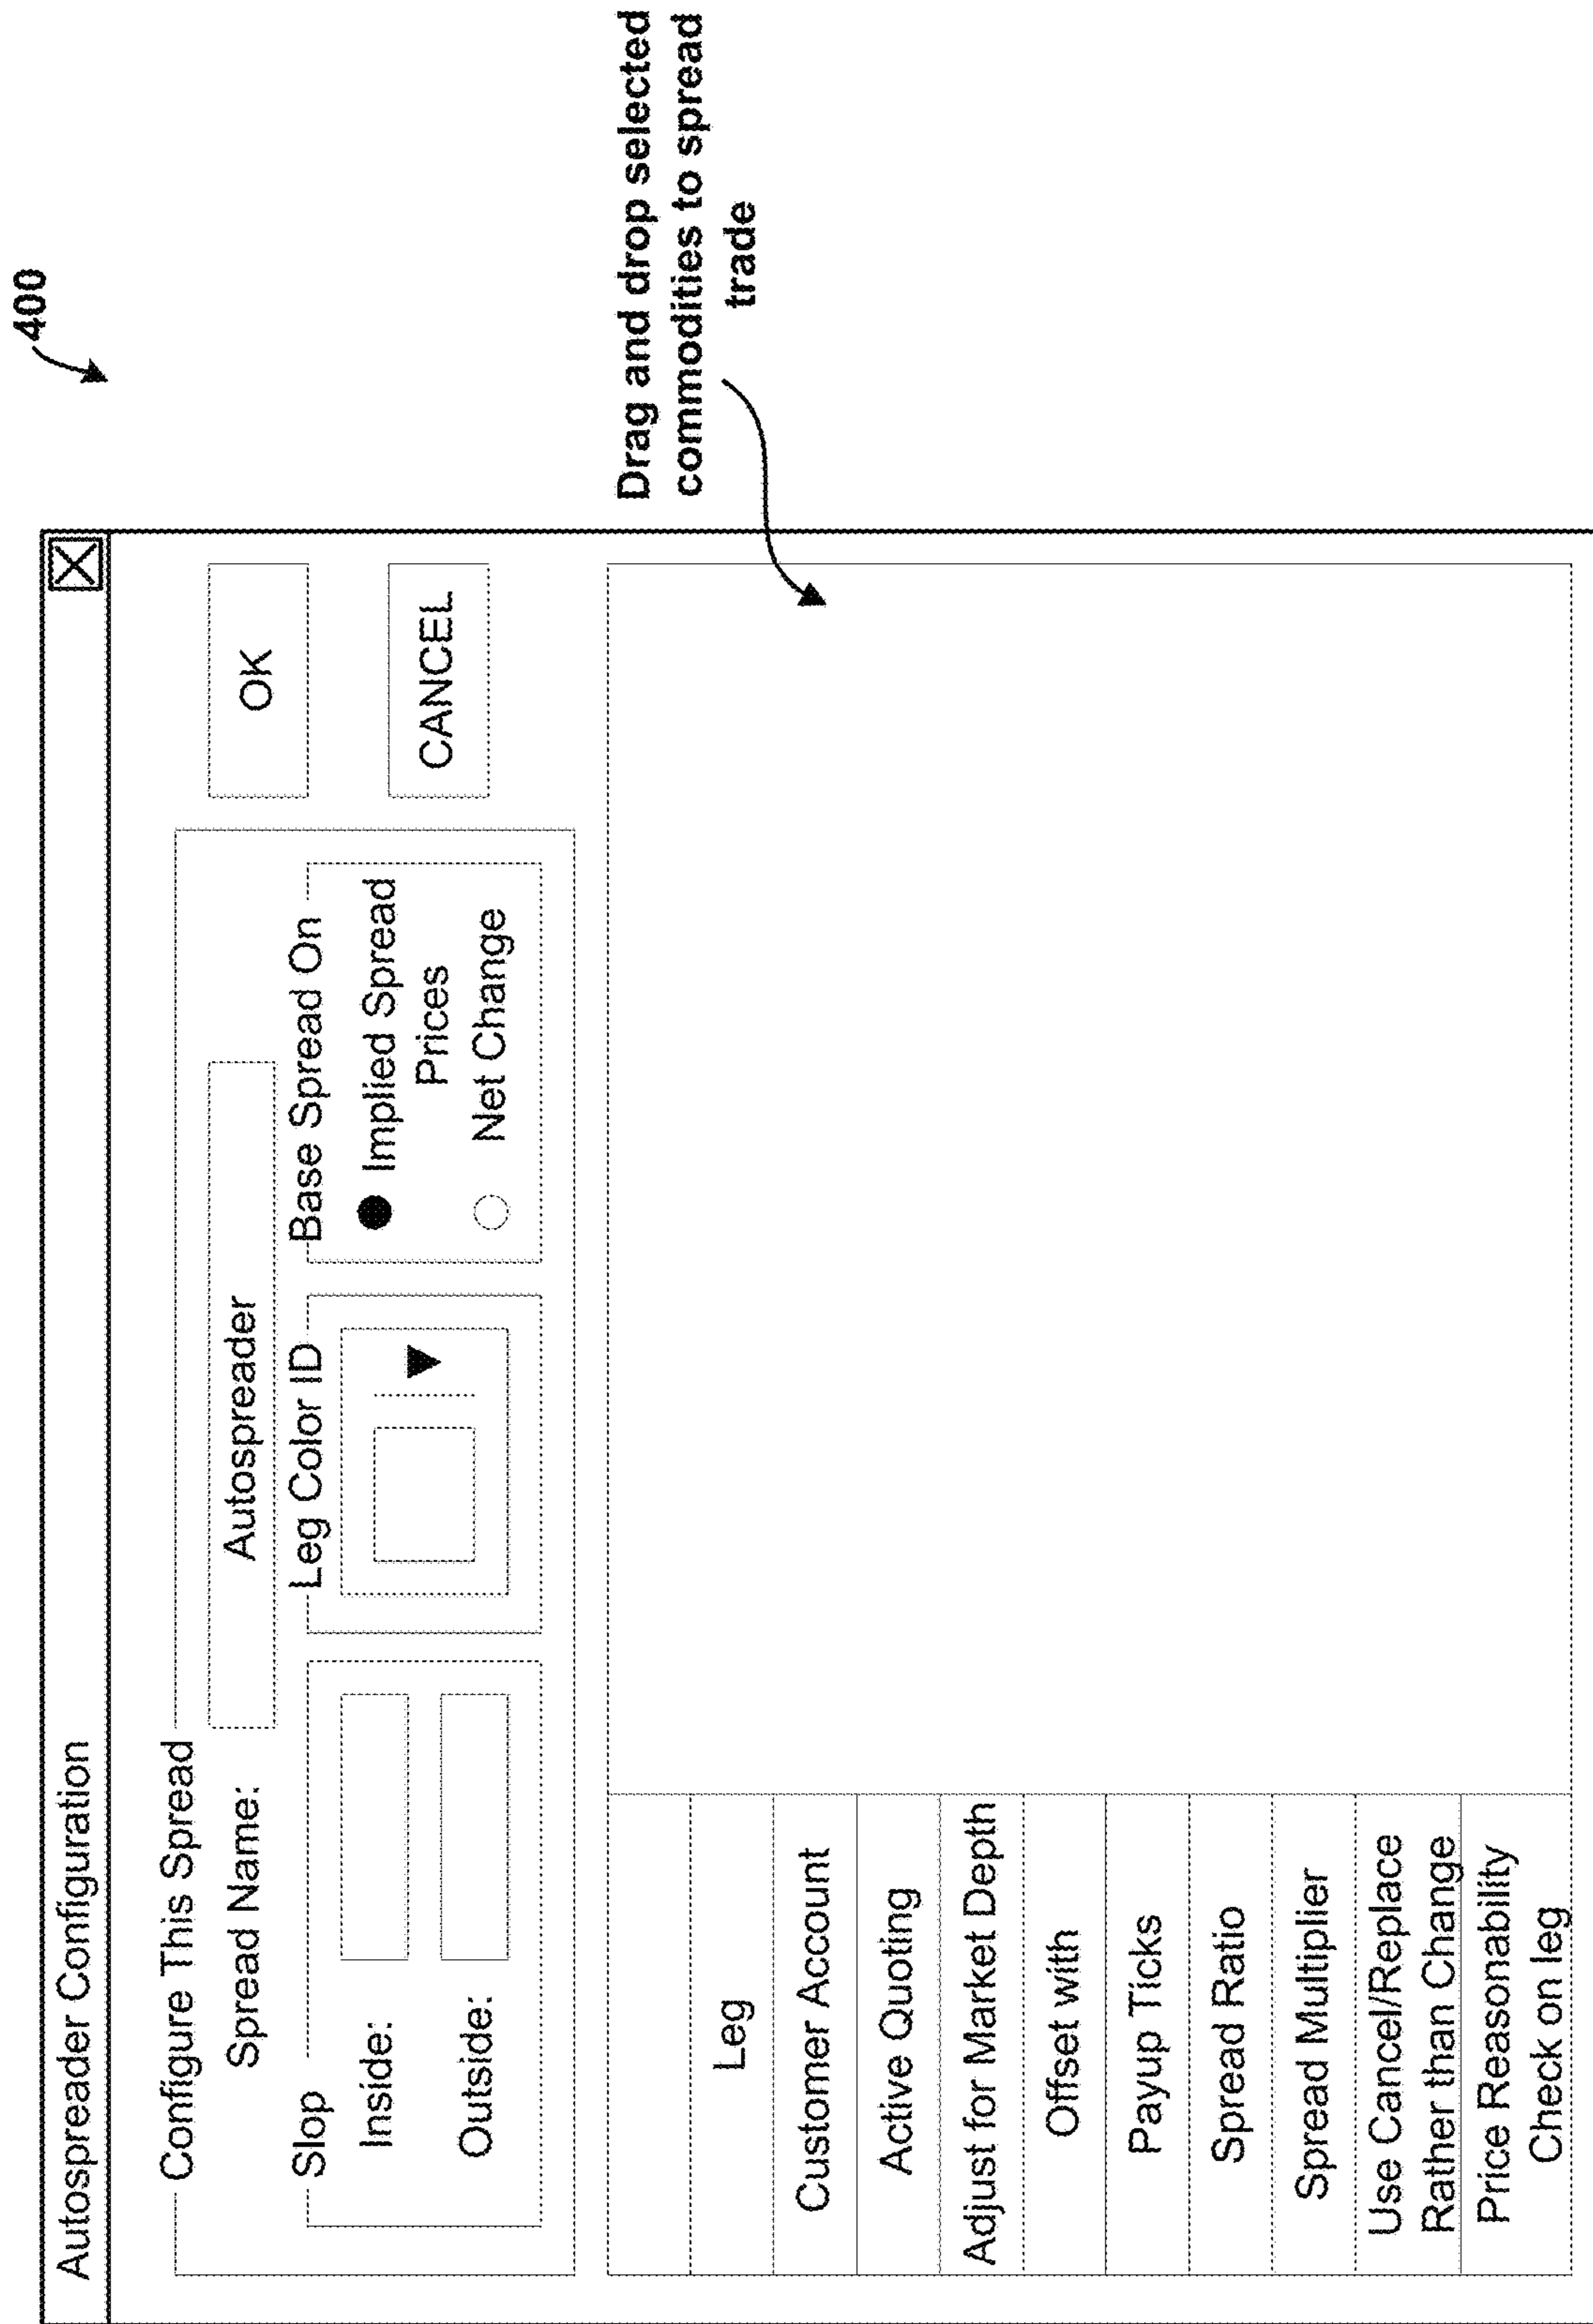 400
Autospreader Configuration
Configure This Spread
Spread Name:
Autospreader
OK
Slop
Inside:
Outside:
Leg Color ID
Base Spread On
Implied Spread
Prices
Net Change
CANCEL
Drag and drop selected
commodities to spread
trade
Leg
Customer Account
Active Quoting
Adjust for Market Depth
Offset with
Payup Ticks
Spread Ratio
Spread Multiplier
Use Cancel/Replace
Rather than Change
Price Reasonability
Check on leg